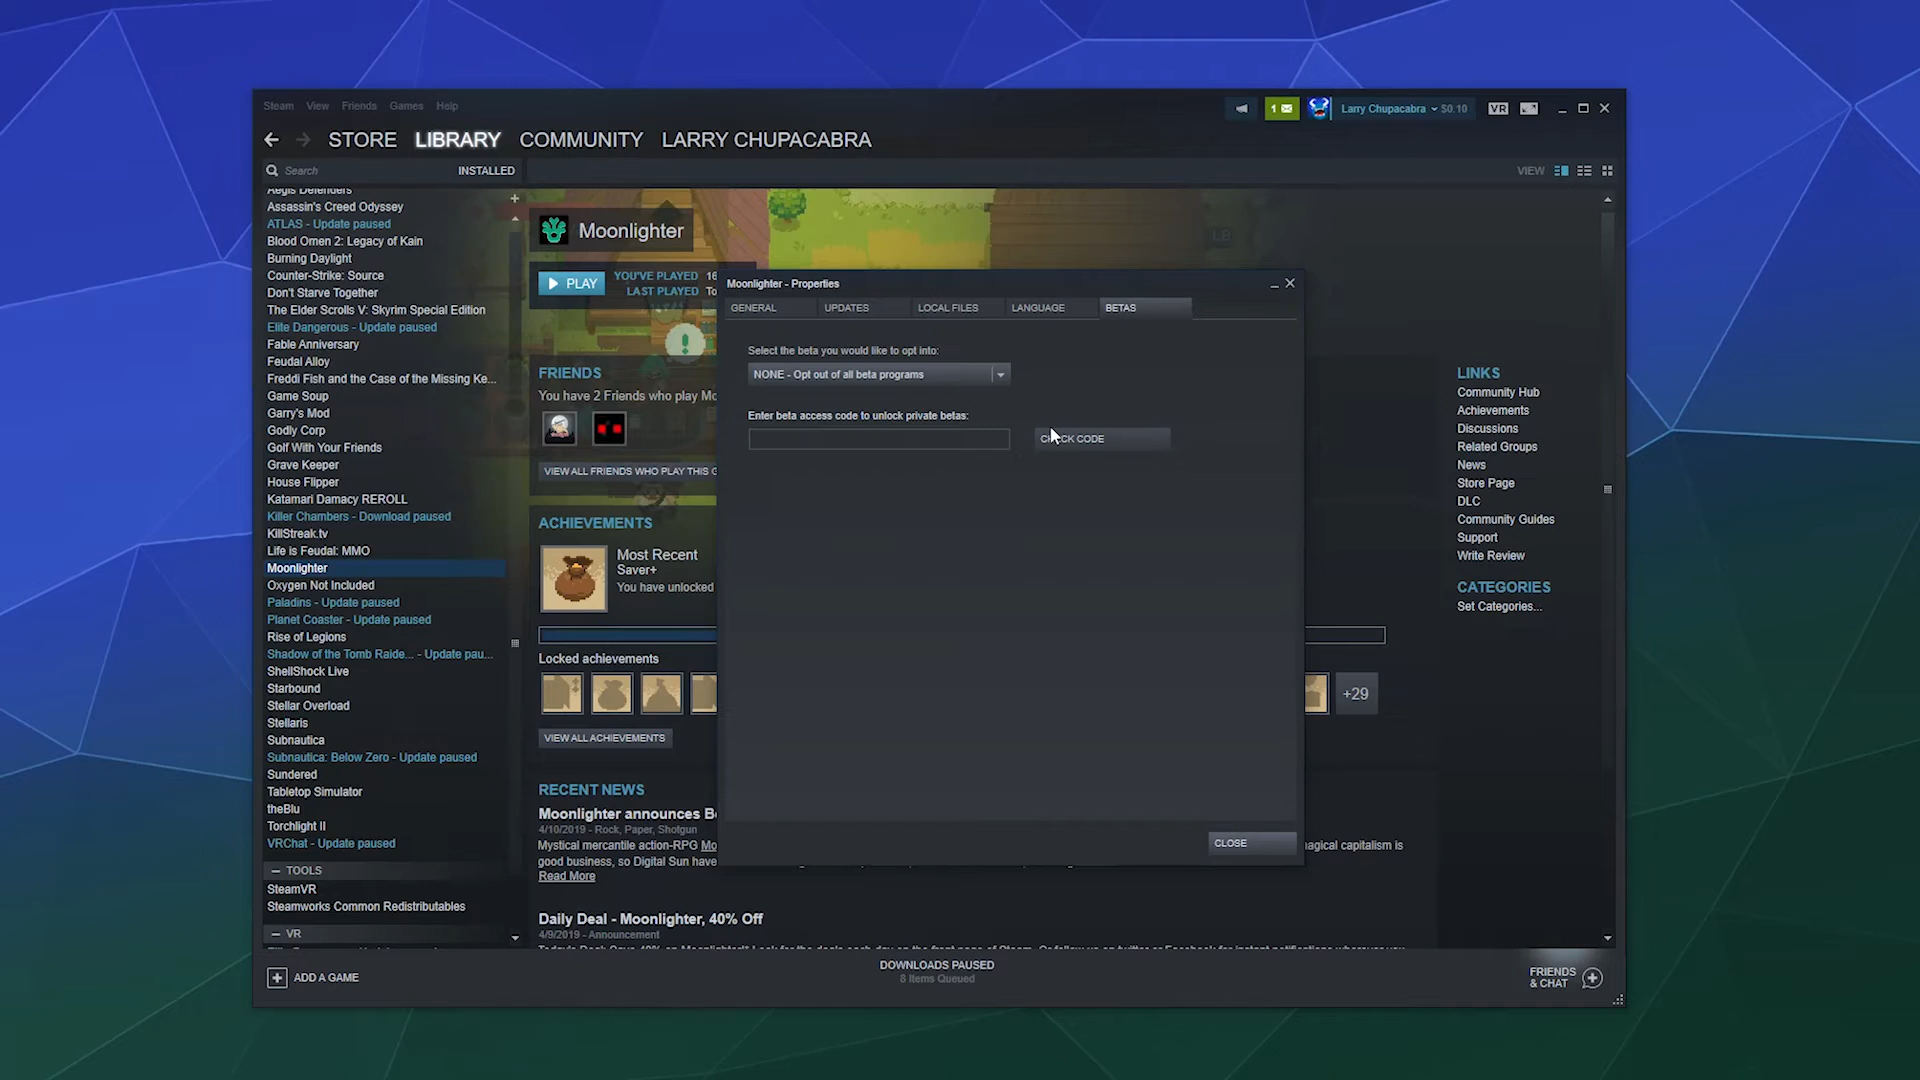 Steam View Friends Games Help
1
Larry Chupacabra $0.10
VR
STORE LIBRARY COMMUNITY LARRY CHUPACABRA
Search
INSTALLED
VIEW
Aegis Defenders
Assassin's Creed Odyssey
ATLAS - Update paused
Blood Omen 2: Legacy of Kain
Burning Daylight
Counter-Strike: Source
Don't Starve Together
The Elder Scrolls V: Skyrim Special Edition
Elite Dangerous - Update paused
Fable Anniversary
Feudal Alloy
Freddi Fish and the Case of the Missing Ke...
Game Soup
Garry's Mod
Godly Corp
Golf With Your Friends
Grave Keeper
House Flipper
Katamari Damacy REROLL
Killer Chambers - Download paused
KillStreak.tv
Life is Feudal: MMO
Moonlighter
Oxygen Not Included
Paladins - Update paused
Planet Coaster - Update paused
Rise of Legions
Shadow of the Tomb Raide... - Update pau...
ShellShock Live
Starbound
Stellar Overload
Stellaris
Subnautica
Subnautica: Below Zero - Update paused
Sundered
Tabletop Simulator
theBlu
Torchlight II
VRChat - Update paused
TOOLS
SteamVR
Steamworks Common Redistributables
VR
Moonlighter
PLAY
YOU'VE PLAYED 16
LAST PLAYED To
FRIENDS
You have 2 Friends who play Mo
VIEW ALL FRIENDS WHO PLAY THIS G
ACHIEVEMENTS
Most Recent
Saver+
You have unlocked
Locked achievements
+29
VIEW ALL ACHIEVEMENTS
RECENT NEWS
Moonlighter announces Be
4/10/2019 - Rock, Paper, Shotgun
Mystical mercantile action-RPG Mo
agical capitalism is
good business, so Digital Sun have
Read More
Daily Deal - Moonlighter, 40% Off
4/9/2019 - Announcement
Moonlighter - Properties
GENERAL UPDATES LOCAL FILES LANGUAGE BETAS
Select the beta you would like to opt into:
NONE - Opt out of all beta programs
Enter beta access code to unlock private betas:
CHECK CODE
CLOSE
LINKS
Community Hub
Achievements
Discussions
Related Groups
News
Store Page
DLC
Community Guides
Support
Write Review
CATEGORIES
Set Categories...
ADD A GAME
DOWNLOADS PAUSED
8 Items Queued
FRIENDS
& CHAT